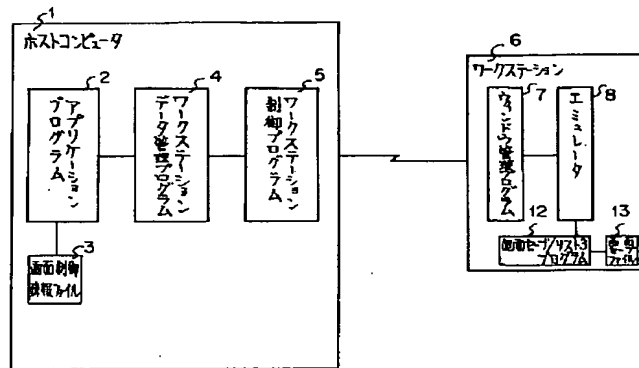 1
ホストコンピュータ
2
アプリケーション
プログラム
4
ワークステーション
データ管理プログラム
5
ワークステーション
制御プログラム
3
画面制御
情報ファイル
6
ワークステーション
7
ウィンドウ管理プログラム
8
エミュレータ
12
画面セーブ/リストア
プログラム
13
ファイル